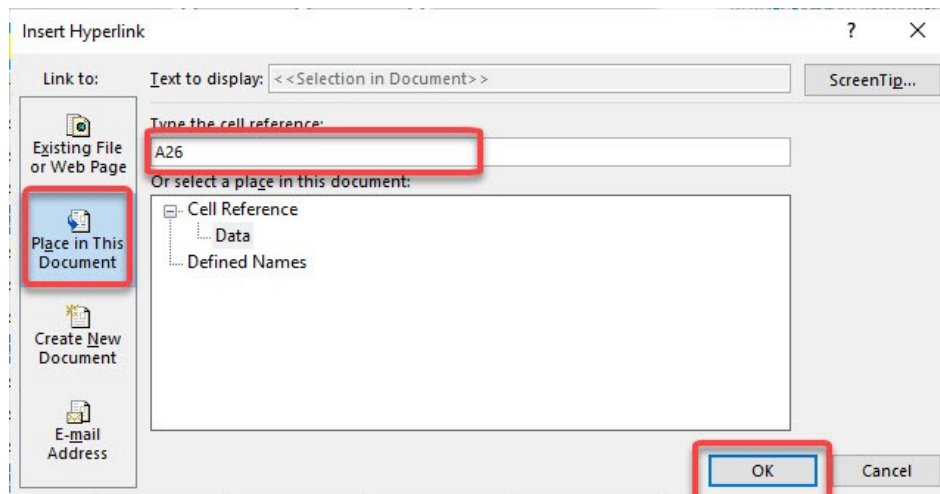 Insert Hyperlink
?
Link to:
Text to display: <<Selection in Document>>
ScreenTip...
Existing File
or Web Page
Type the cell reference:
A26
Or select a place in this document:
Cell Reference
Data
Defined Names
Place in This
Document
Create New
Document
E-mail
Address
OK
Cancel